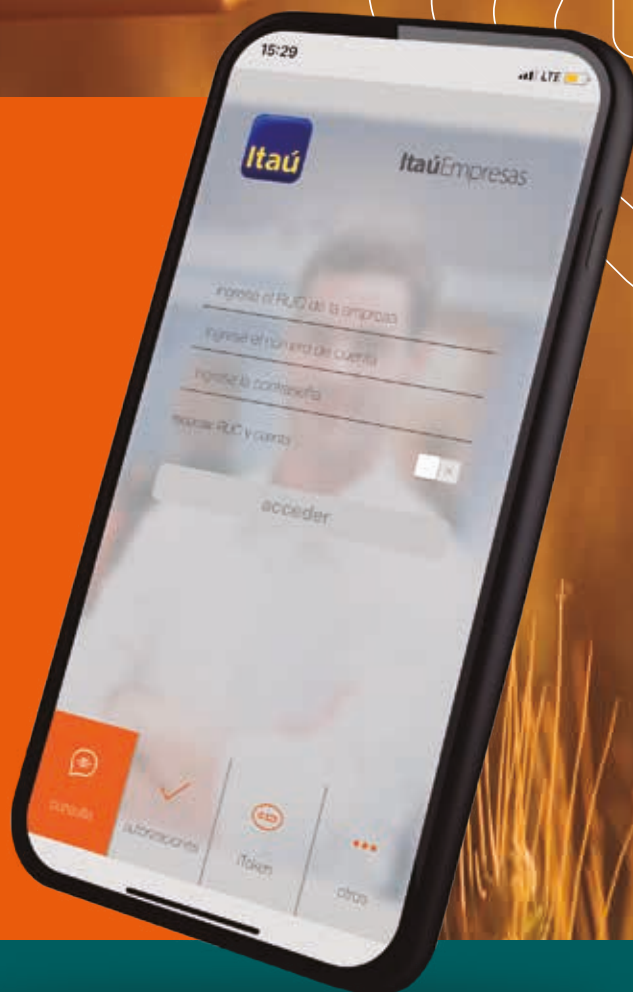 15:29
LTE
Itaú
ItaúEmpresas
ingrese el RUC de la empresa
ingrese el número de cuenta
ingrese la contraseña
recordar RUC y cuenta
acceder
consulta
autorizaciones
iToken
otros